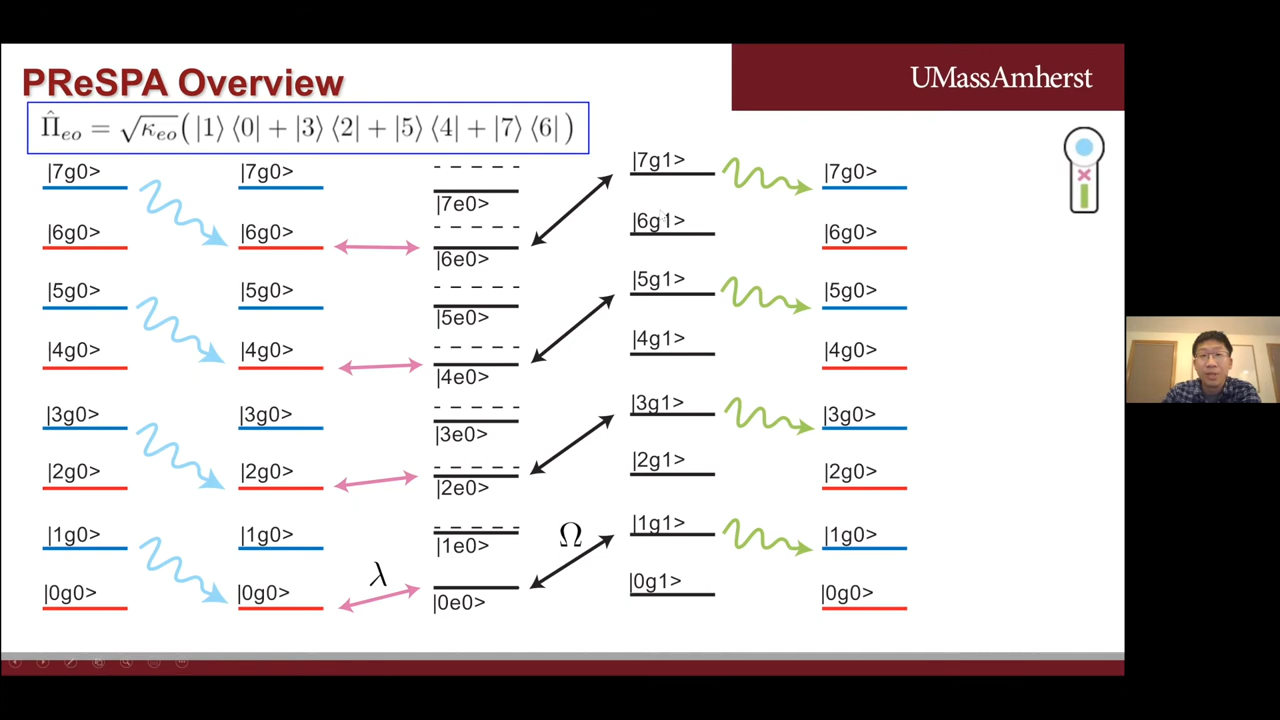 PReSPA Overview
UMassAmherst
Π̂ₑₒ = √κₑₒ( |1⟩ ⟨0| + |3⟩ ⟨2| + |5⟩ ⟨4| + |7⟩ ⟨6| )
|7g0> |7g0> |7g1> |7g0>
|7e0>
|6g0> |6g0> |6g1> |6g0>
|6e0>
|5g0> |5g0> |5g1> |5g0>
|5e0>
|4g0> |4g0> |4g1> |4g0>
|4e0>
|3g0> |3g0> |3g1> |3g0>
|3e0>
|2g0> |2g0> |2g1> |2g0>
|2e0>
|1g0> |1g0> Ω |1g1> |1g0>
|1e0>
λ
|0g0> |0g0> |0e0> |0g1> |0g0>